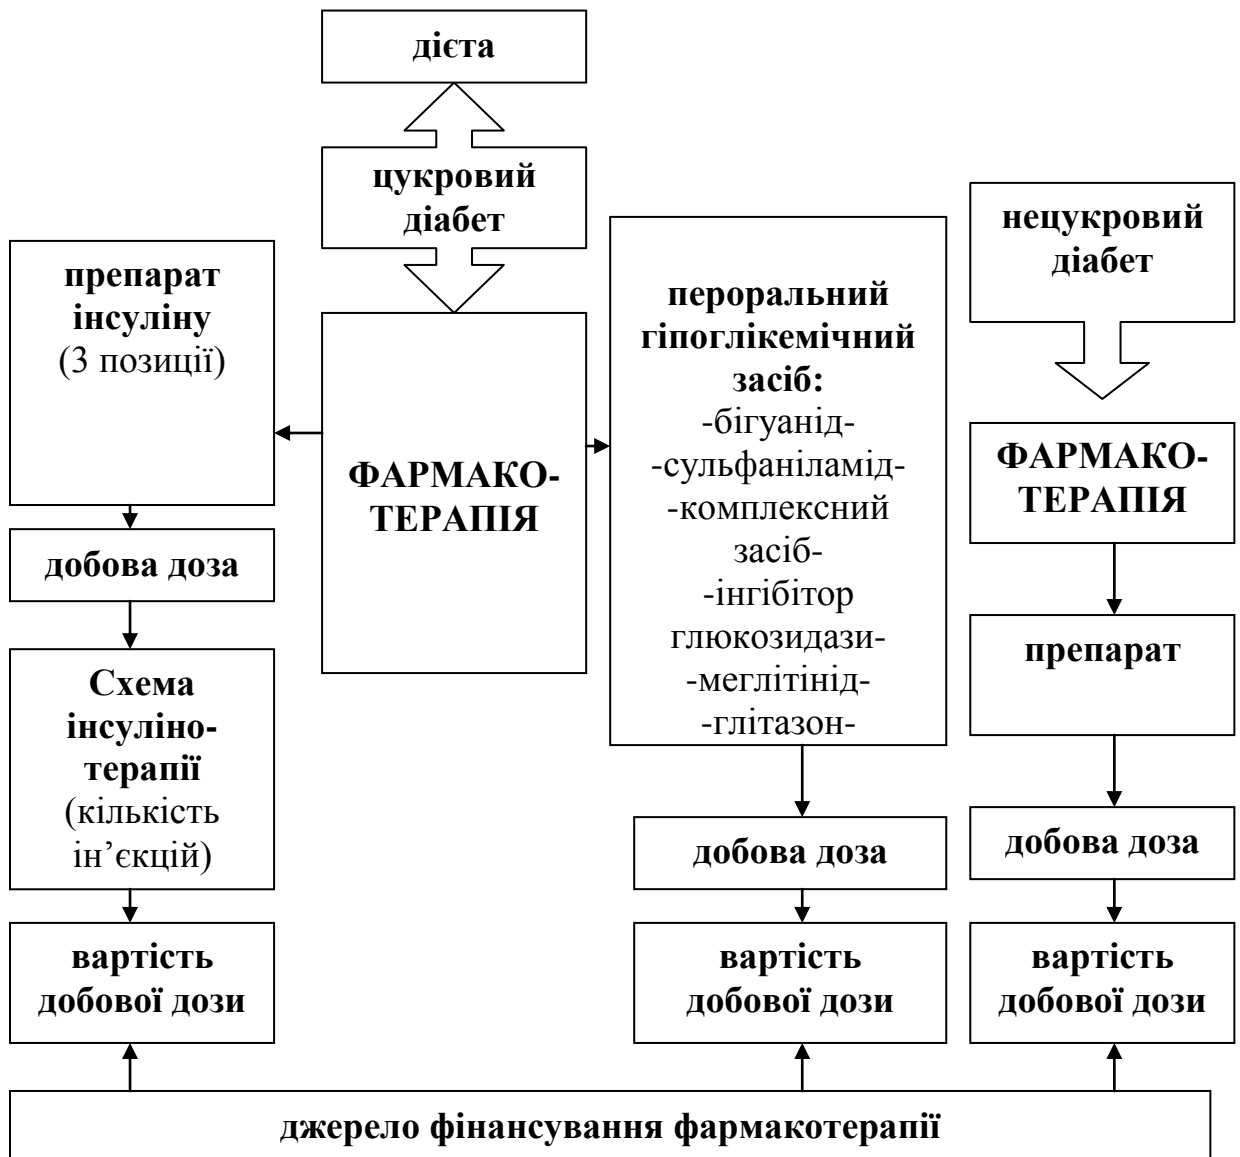 дієта
цукровий
діабет
препарат
інсуліну
(3 позиції)
добова доза
Схема
інсуліно-
терапії
(кількість
ін’єкцій)
вартість
добової дози
ФАРМАКО-
ТЕРАПІЯ
пероральний
гіпоглікемічний
засіб:
-бігуанід-
-сульфаніламід-
-комплексний
засіб-
-інгібітор
глюкозидази-
-меглітінід-
-глітазон-
добова доза
вартість
добової дози
нецукровий
діабет
ФАРМАКО-
ТЕРАПІЯ
препарат
добова доза
вартість
добової дози
джерело фінансування фармакотерапії